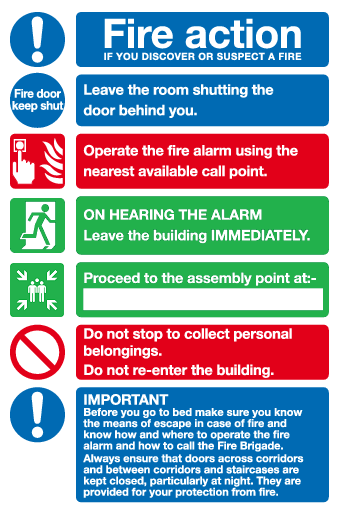 Fire action
IF YOU DISCOVER OR SUSPECT A FIRE
Fire door
keep shut
Leave the room shutting the
door behind you.
Operate the fire alarm using the
nearest available call point.
ON HEARING THE ALARM
Leave the building IMMEDIATELY.
Proceed to the assembly point at:-
Do not stop to collect personal
belongings.
Do not re-enter the building.
IMPORTANT
Before you go to bed make sure you know
the means of escape in case of fire and
know how and where to operate the fire
alarm and how to call the Fire Brigade.
Always ensure that doors across corridors
and between corridors and staircases are
kept closed, particularly at night. They are
provided for your protection from fire.